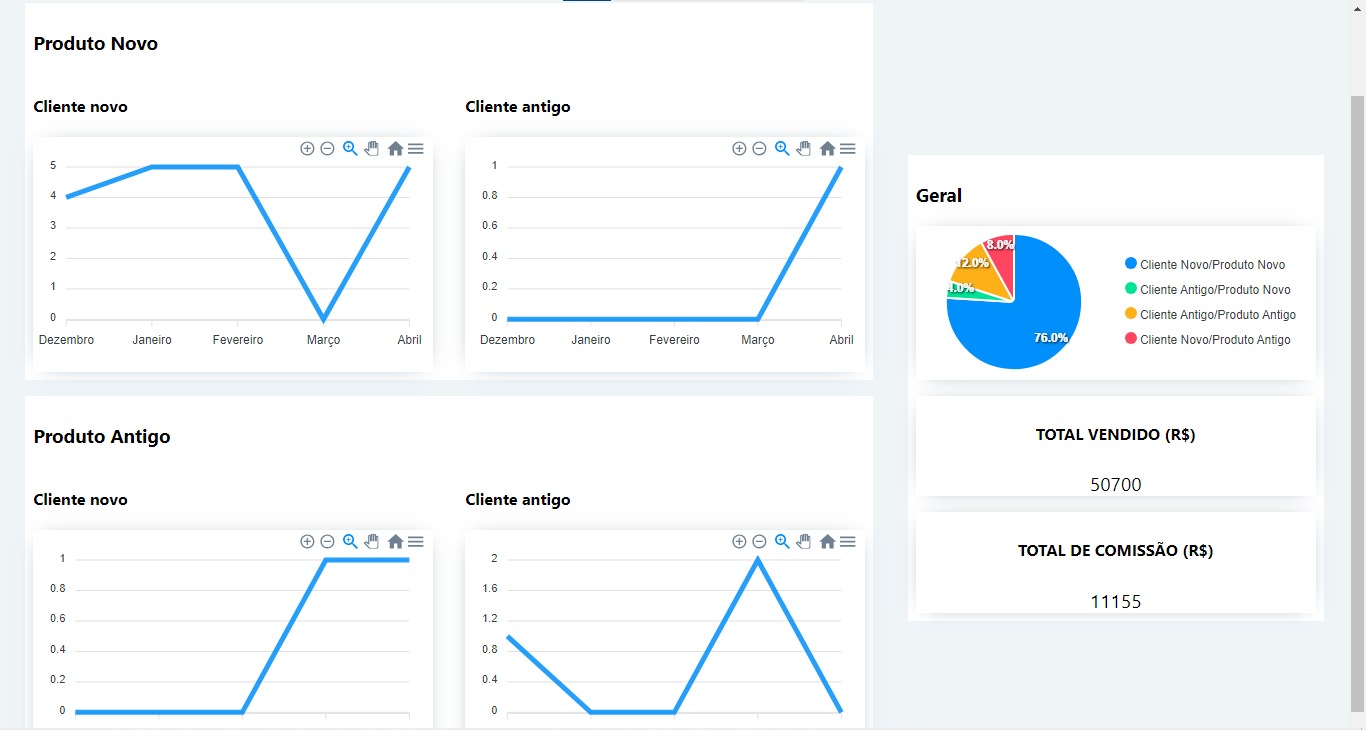 Produto Novo
Cliente novo
5
4
3
2
1
0
Dezembro Janeiro Fevereiro Março Abril
Cliente antigo
1
0.8
0.6
0.4
0.2
0
Dezembro Janeiro Fevereiro Março Abril
Produto Antigo
Cliente novo
1
0.8
0.6
0.4
0.2
0
Cliente antigo
2
1.6
1.2
0.8
0.4
0
Geral
8.0%
12.0%
4.0%
76.0%
Cliente Novo/Produto Novo
Cliente Antigo/Produto Novo
Cliente Antigo/Produto Antigo
Cliente Novo/Produto Antigo
TOTAL VENDIDO (R$)
50700
TOTAL DE COMISSÃO (R$)
11155